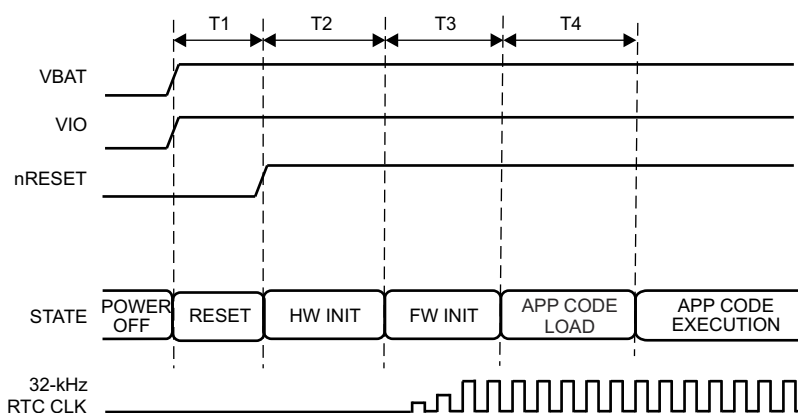 T1 T2 T3 T4
VBAT
VIO
nRESET
STATE
POWER
OFF
RESET
HW INIT
FW INIT
APP CODE
LOAD
APP CODE
EXECUTION
32-kHz
RTC CLK